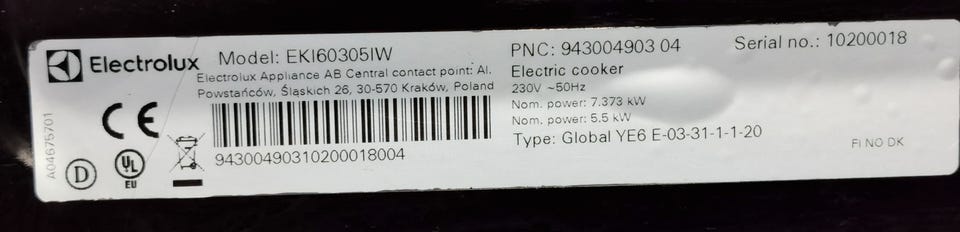 Electrolux
Model: EKI60305IW
Electrolux Appliance AB Central contact point: Al.
Powstańców, Śląskich 26, 30-570 Kraków, Poland
94300490310200018004
PNC: 943004903 04
Serial no.: 10200018
Electric cooker
230V ~50Hz
Nom. power: 7.373 kW
Nom. power: 5.5 kW
Type: Global YE6 E-03-31-1-1-20
FI NO DK
A04675701
CE
D
UL
EU